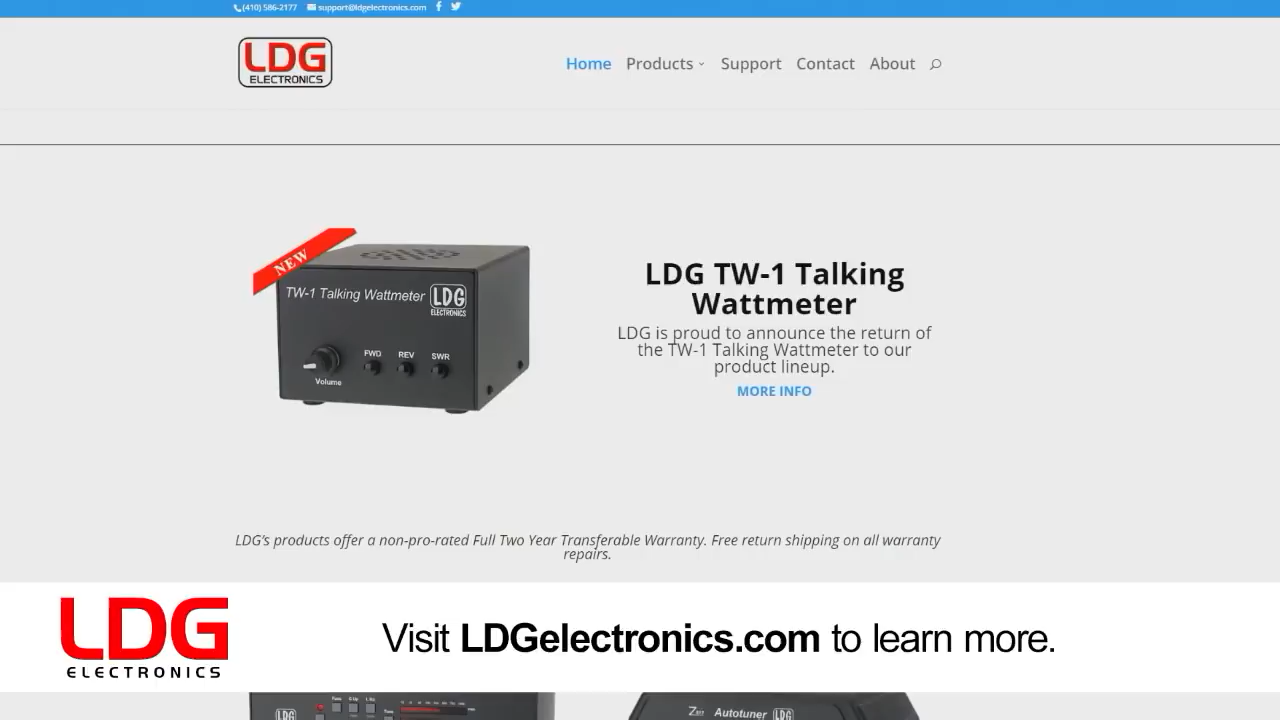 (410) 586-2177 support@ldgelectronics.com
LDG
ELECTRONICS
Home Products Support Contact About
NEW
TW-1 Talking Wattmeter
LDG
ELECTRONICS
FWD REV SWR
Volume
LDG TW-1 Talking
Wattmeter
LDG is proud to announce the return of
the TW-1 Talking Wattmeter to our
product lineup.
MORE INFO
LDG's products offer a non-pro-rated Full Two Year Transferable Warranty. Free return shipping on all warranty
repairs.
LDG
ELECTRONICS
Visit LDGelectronics.com to learn more.
LDG
Autotuner LDG